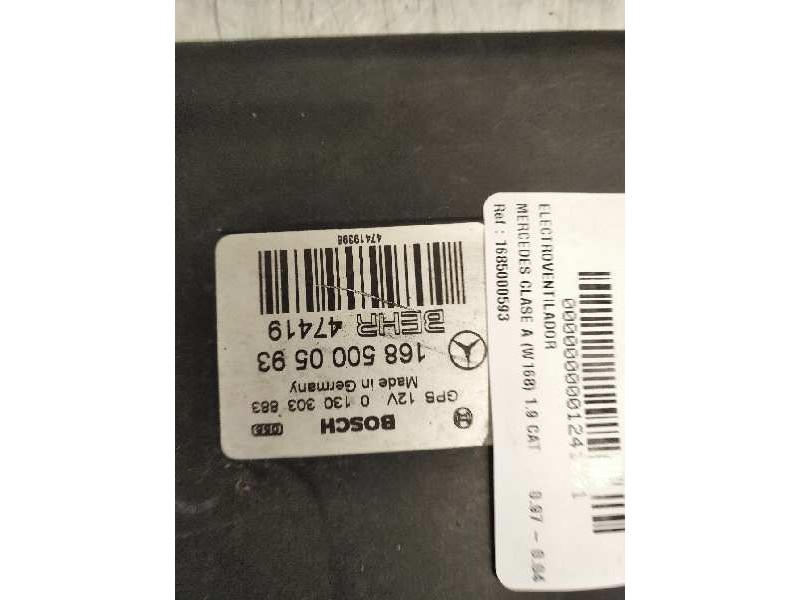 BOSCH
GPB 12V 0 130 303 883
Made in Germany
168 500 05 93
BEHR 47419
47419396
ELECTROVENTILADOR
MERCEDES CLASE A (W168) 1.9 CAT 0.97 - 0.04
Ref : 1685000593